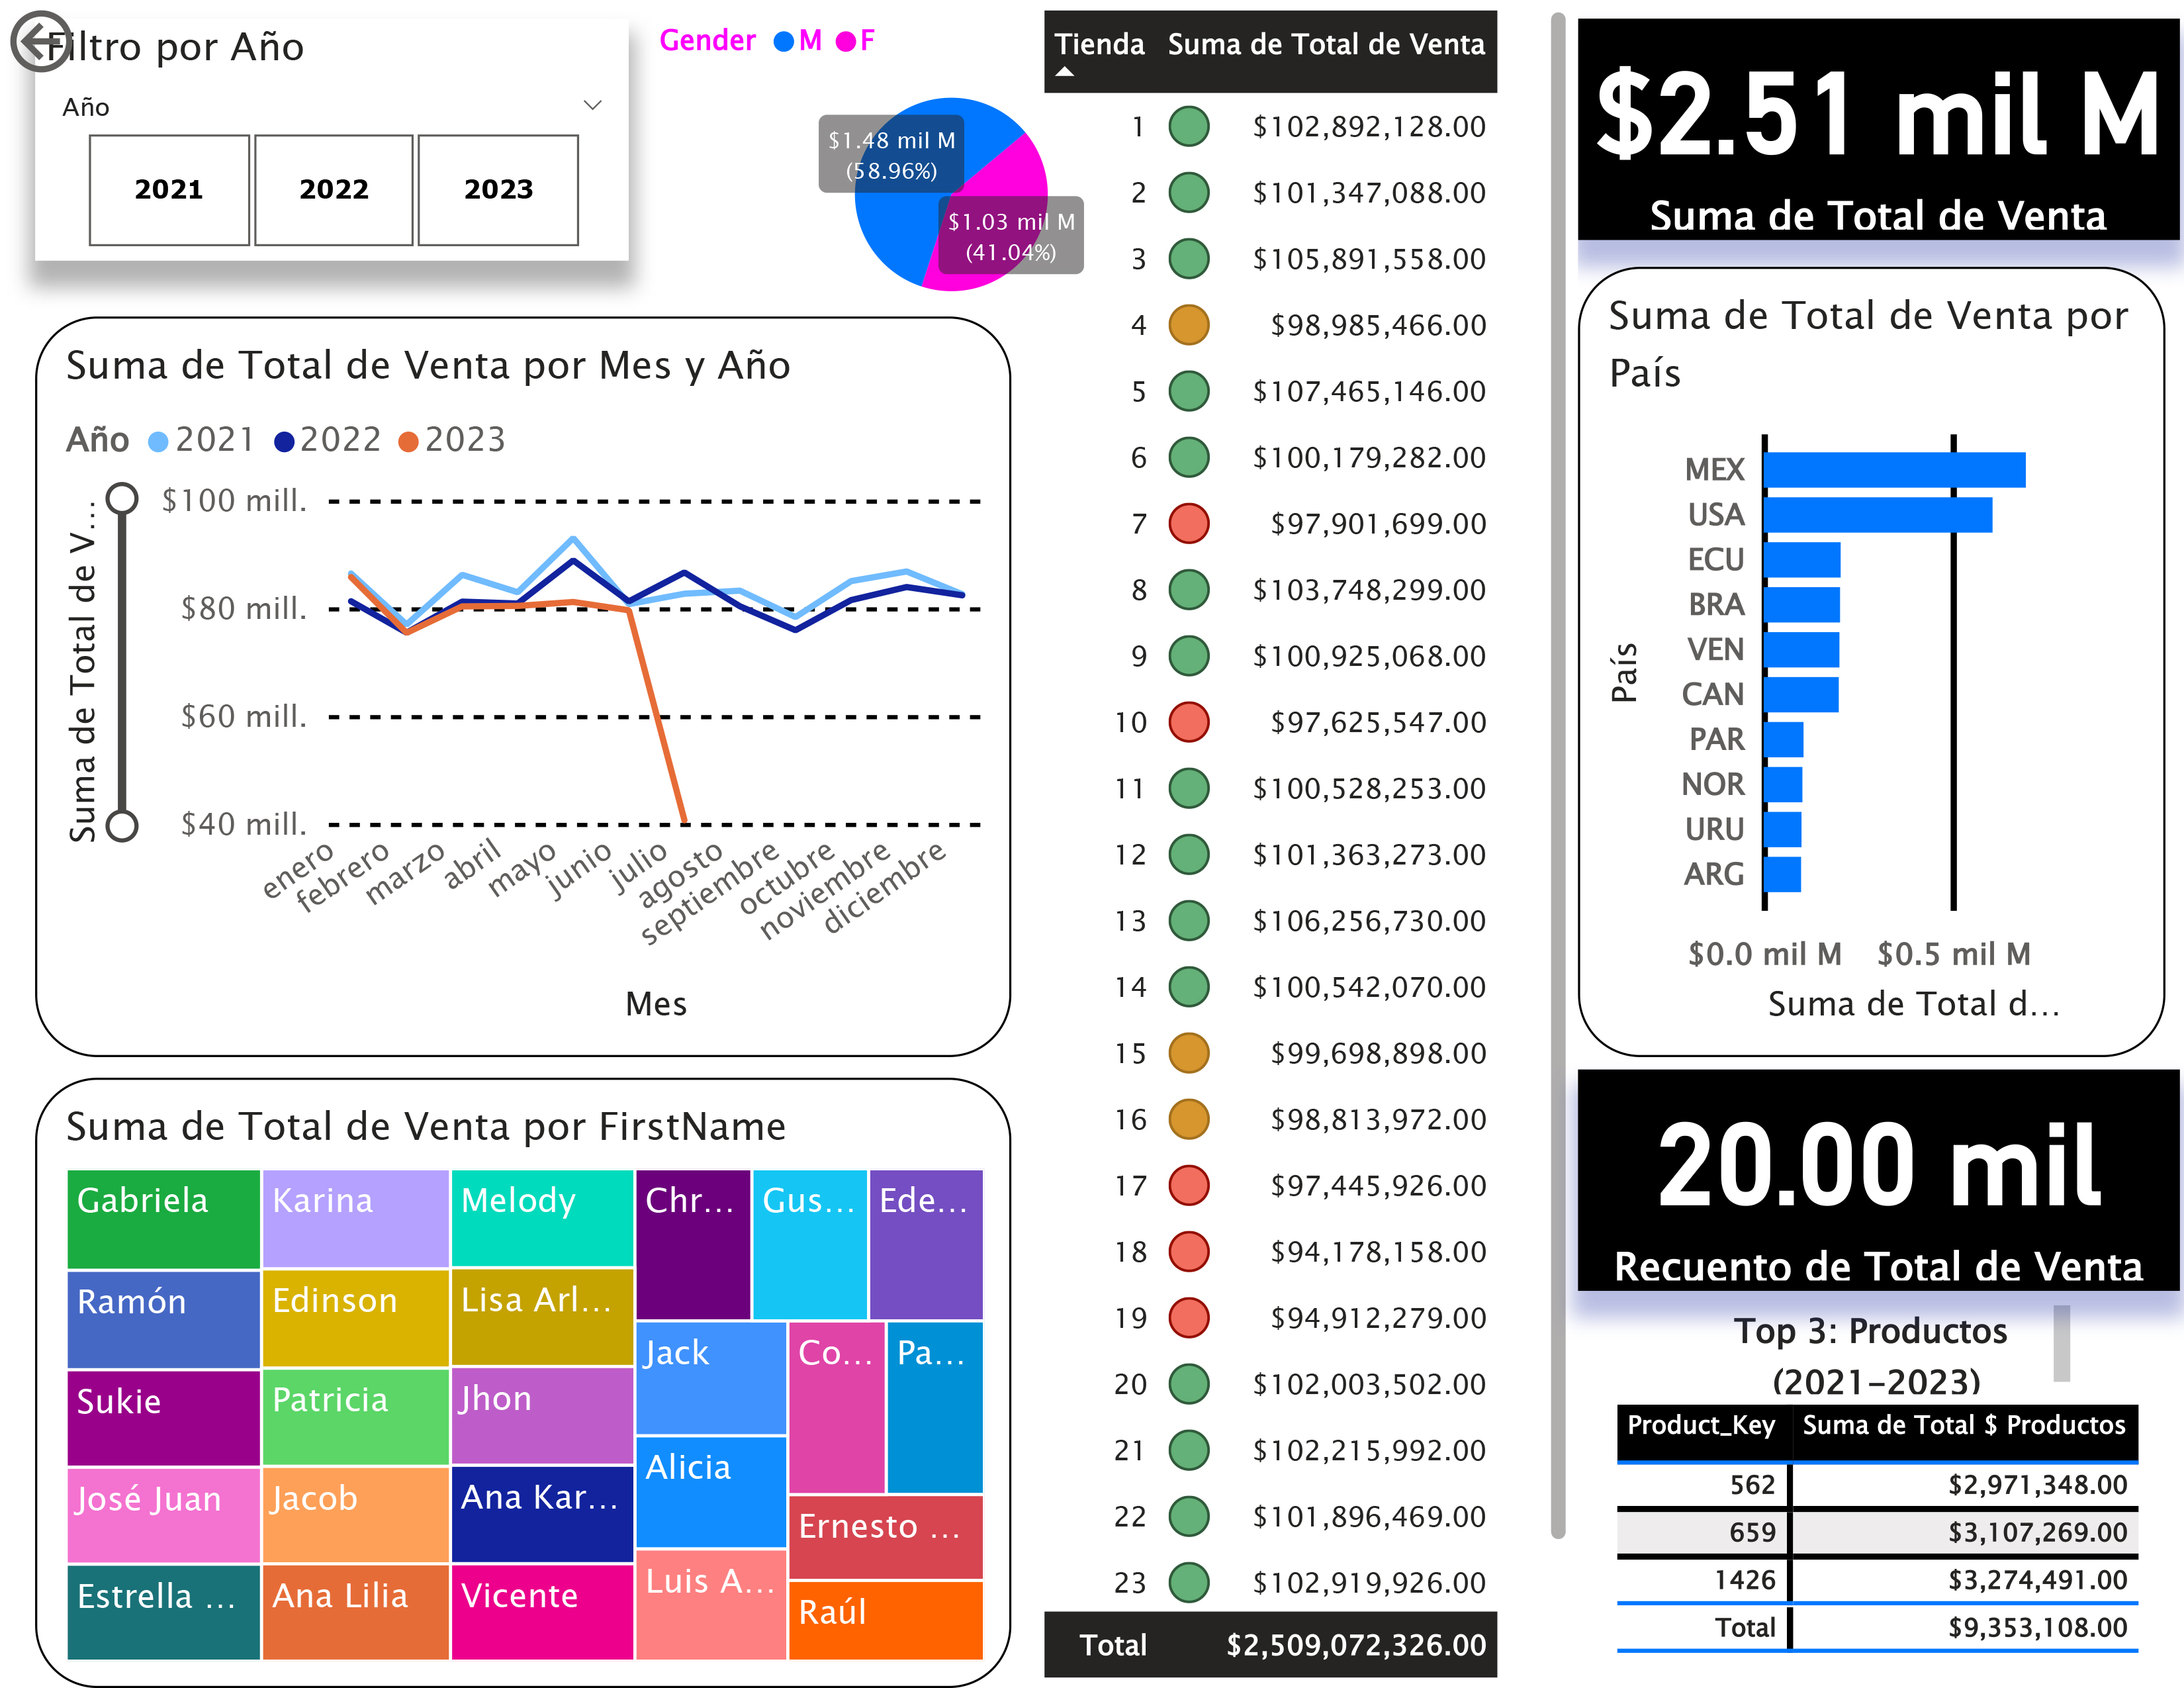 Filtro por Año
Año
2021 2022 2023
Gender M F
$1.48 mil M
(58.96%)
$1.03 mil M
(41.04%)
Suma de Total de Venta por Mes y Año
Año 2021 2022 2023
Suma de Total de V...
$100 mill.
$80 mill.
$60 mill.
$40 mill.
enero
febrero
marzo
abril
mayo
junio
julio
agosto
septiembre
octubre
noviembre
diciembre
Mes
Suma de Total de Venta por FirstName
Gabriela
Ramón
Sukie
José Juan
Estrella ...
Karina
Edinson
Patricia
Jacob
Ana Lilia
Melody
Lisa Arl...
Jhon
Ana Kar...
Vicente
Chr...
Gus...
Ede...
Jack
Alicia
Luis A...
Co...
Pa...
Ernesto ...
Raúl
Tienda Suma de Total de Venta
1 $102,892,128.00
2 $101,347,088.00
3 $105,891,558.00
4 $98,985,466.00
5 $107,465,146.00
6 $100,179,282.00
7 $97,901,699.00
8 $103,748,299.00
9 $100,925,068.00
10 $97,625,547.00
11 $100,528,253.00
12 $101,363,273.00
13 $106,256,730.00
14 $100,542,070.00
15 $99,698,898.00
16 $98,813,972.00
17 $97,445,926.00
18 $94,178,158.00
19 $94,912,279.00
20 $102,003,502.00
21 $102,215,992.00
22 $101,896,469.00
23 $102,919,926.00
Total $2,509,072,326.00
$2.51 mil M
Suma de Total de Venta
Suma de Total de Venta por
País
País
MEX
USA
ECU
BRA
VEN
CAN
PAR
NOR
URU
ARG
$0.0 mil M $0.5 mil M
Suma de Total d...
20.00 mil
Recuento de Total de Venta
Top 3: Productos
(2021-2023)
Product_Key Suma de Total $ Productos
562 $2,971,348.00
659 $3,107,269.00
1426 $3,274,491.00
Total $9,353,108.00